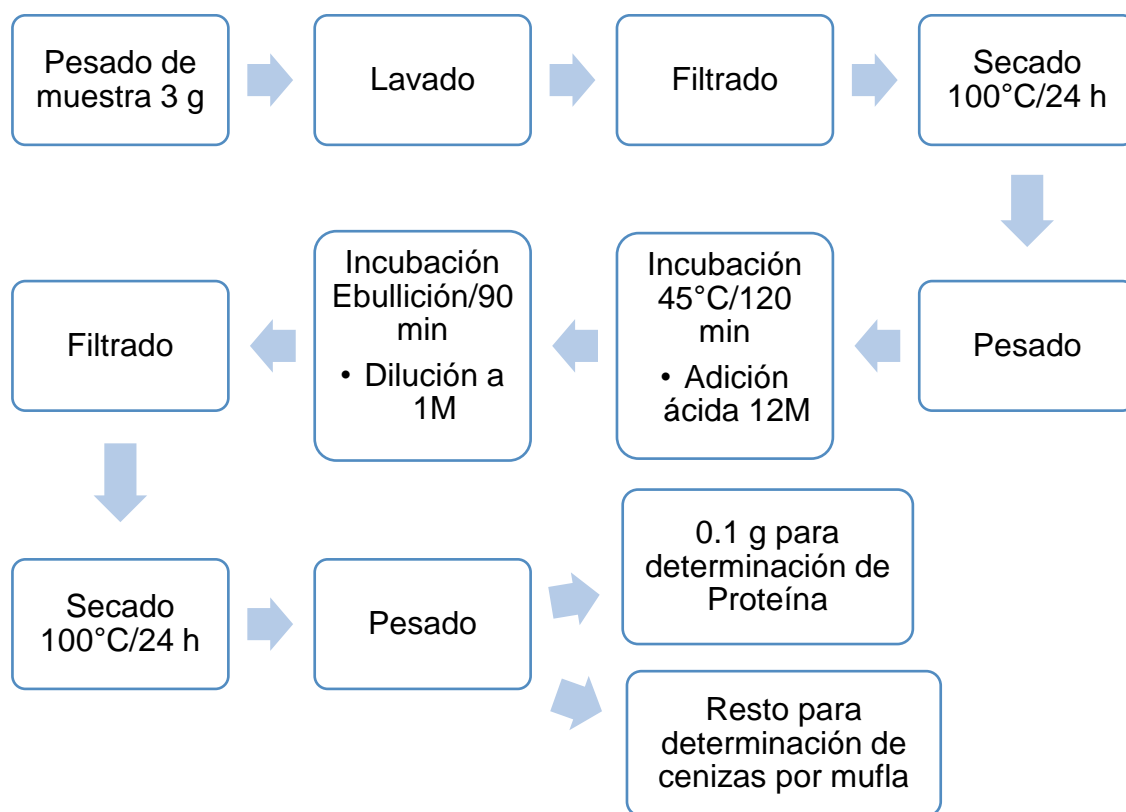 Pesado de
muestra 3 g
Lavado
Filtrado
Secado
100°C/24 h
Pesado
Incubación
45°C/120
min
• Adición
ácida 12M
Incubación
Ebullición/90
min
• Dilución a
1M
Filtrado
Secado
100°C/24 h
Pesado
0.1 g para
determinación de
Proteína
Resto para
determinación de
cenizas por mufla